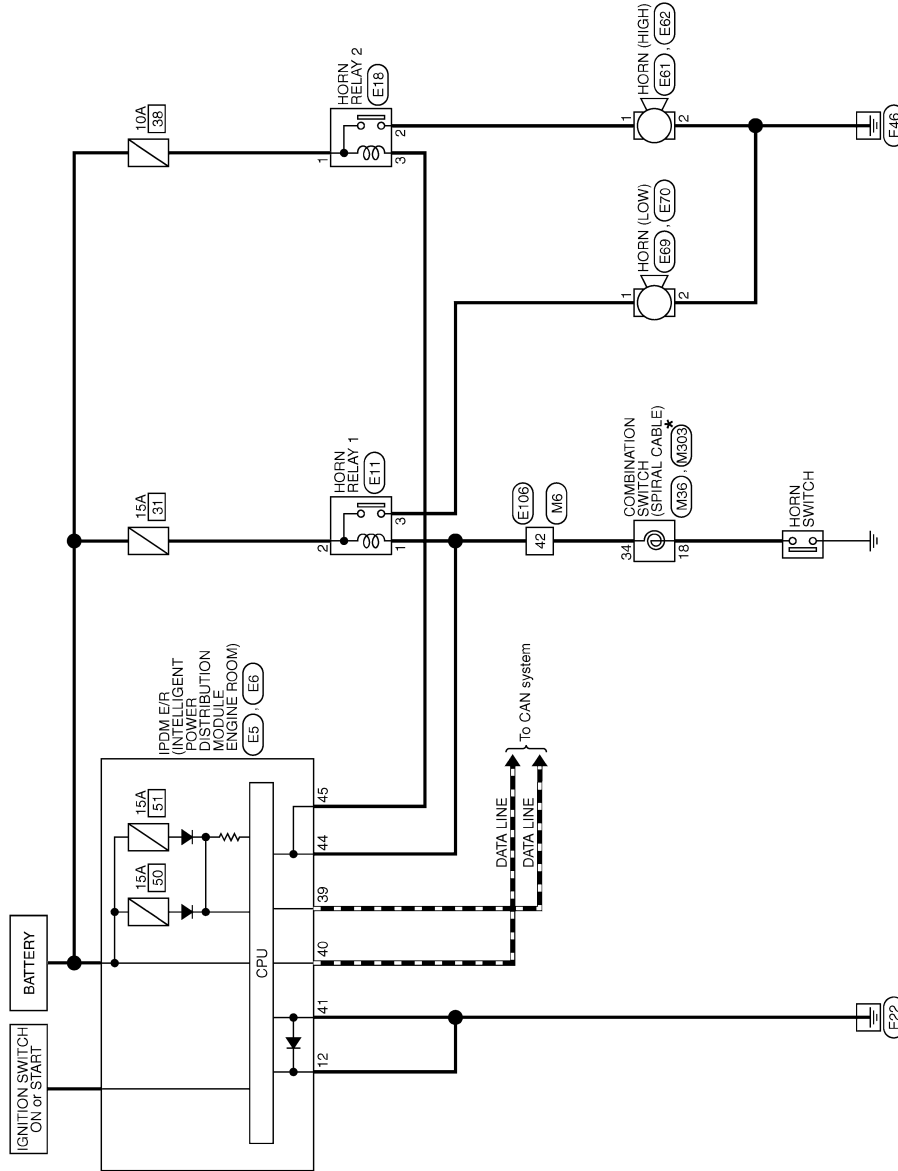 IGNITION SWITCH
ON or START
BATTERY
15A
50
15A
51
15A
31
10A
38
IPDM E/R
(INTELLIGENT
POWER
DISTRIBUTION
MODULE
ENGINE ROOM)
E5 , E6
CPU
12
41
40
39
44
45
HORN
RELAY 1
E11
2
1
3
HORN
RELAY 2
E18
1
3
2
DATA LINE
DATA LINE
To CAN system
42
E106
M6
COMBINATION
SWITCH
(SPIRAL CABLE)
M36 , M303 *
34
18
HORN (LOW)
E69 , E70
1
2
HORN (HIGH)
E61 , E62
1
2
HORN
SWITCH
E22
E46